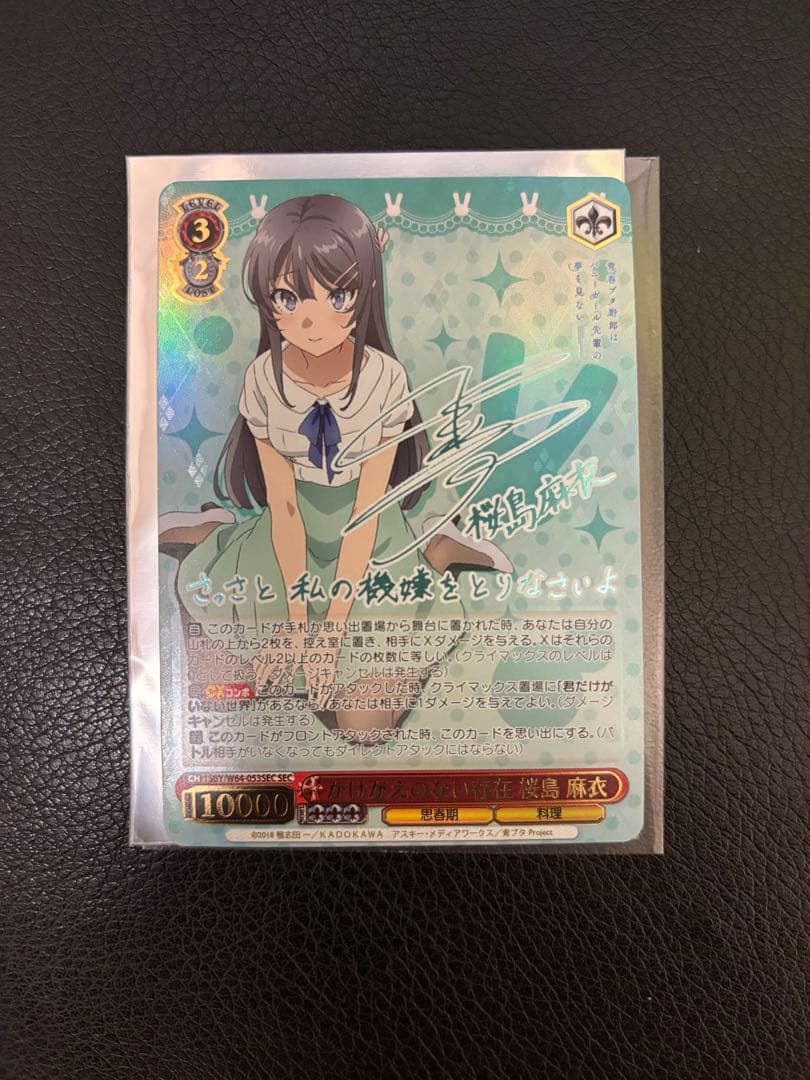 LEVEL
3
2
COST
青春ブタ野郎は
バニーガール先輩の
夢を見ない
桜島麻衣
さっさと 私の機嫌をとりなさいよ
自 このカードが手札か思い出置場から舞台に置かれた時、あなたは自分の
山札の上から2枚を、控え室に置き、相手にXダメージを与える。Xはそれらの
カードのレベル2以上のカードの枚数に等しい。(クライマックスのレベルは
0として扱う。ダメージキャンセルは発生する)
自 CXコンボ このカードがアタックした時、クライマックス置場に「君だけが
いない世界」があるなら、あなたは相手に1ダメージを与えてよい。(ダメージ
キャンセルは発生する)
自 このカードがフロントアタックされた時、このカードを思い出にする。(バ
トル相手がいなくなってもダイレクトアタックにはならない)
SBY/W64-053SEC SEC
10000
かけがえのない存在 桜島 麻衣
思春期
料理
©2018 鴨志田 一/KADOKAWA アスキー・メディアワークス/青ブタ Project